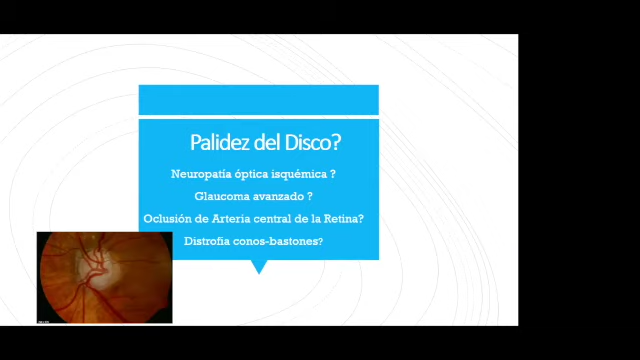 Palidez del Disco?
Neuropatía óptica isquémica ?
Glaucoma avanzado ?
Oclusión de Arteria central de la Retina?
Distrofia conos-bastones?